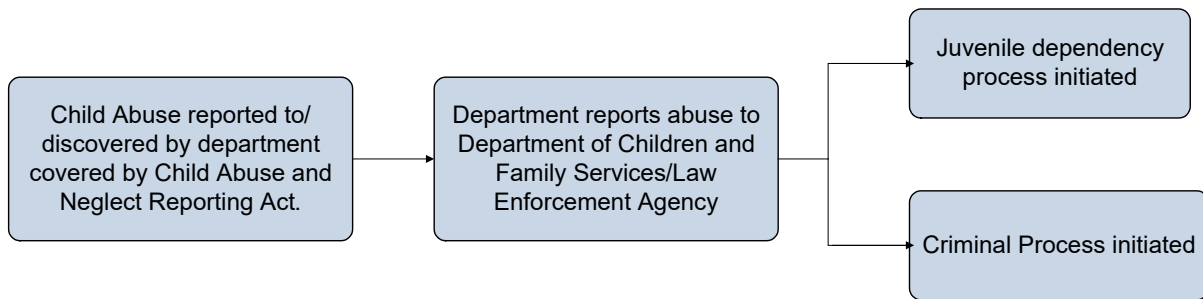 Child Abuse reported to/
discovered by department
covered by Child Abuse and
Neglect Reporting Act.
Department reports abuse to
Department of Children and
Family Services/Law
Enforcement Agency
Juvenile dependency
process initiated
Criminal Process initiated